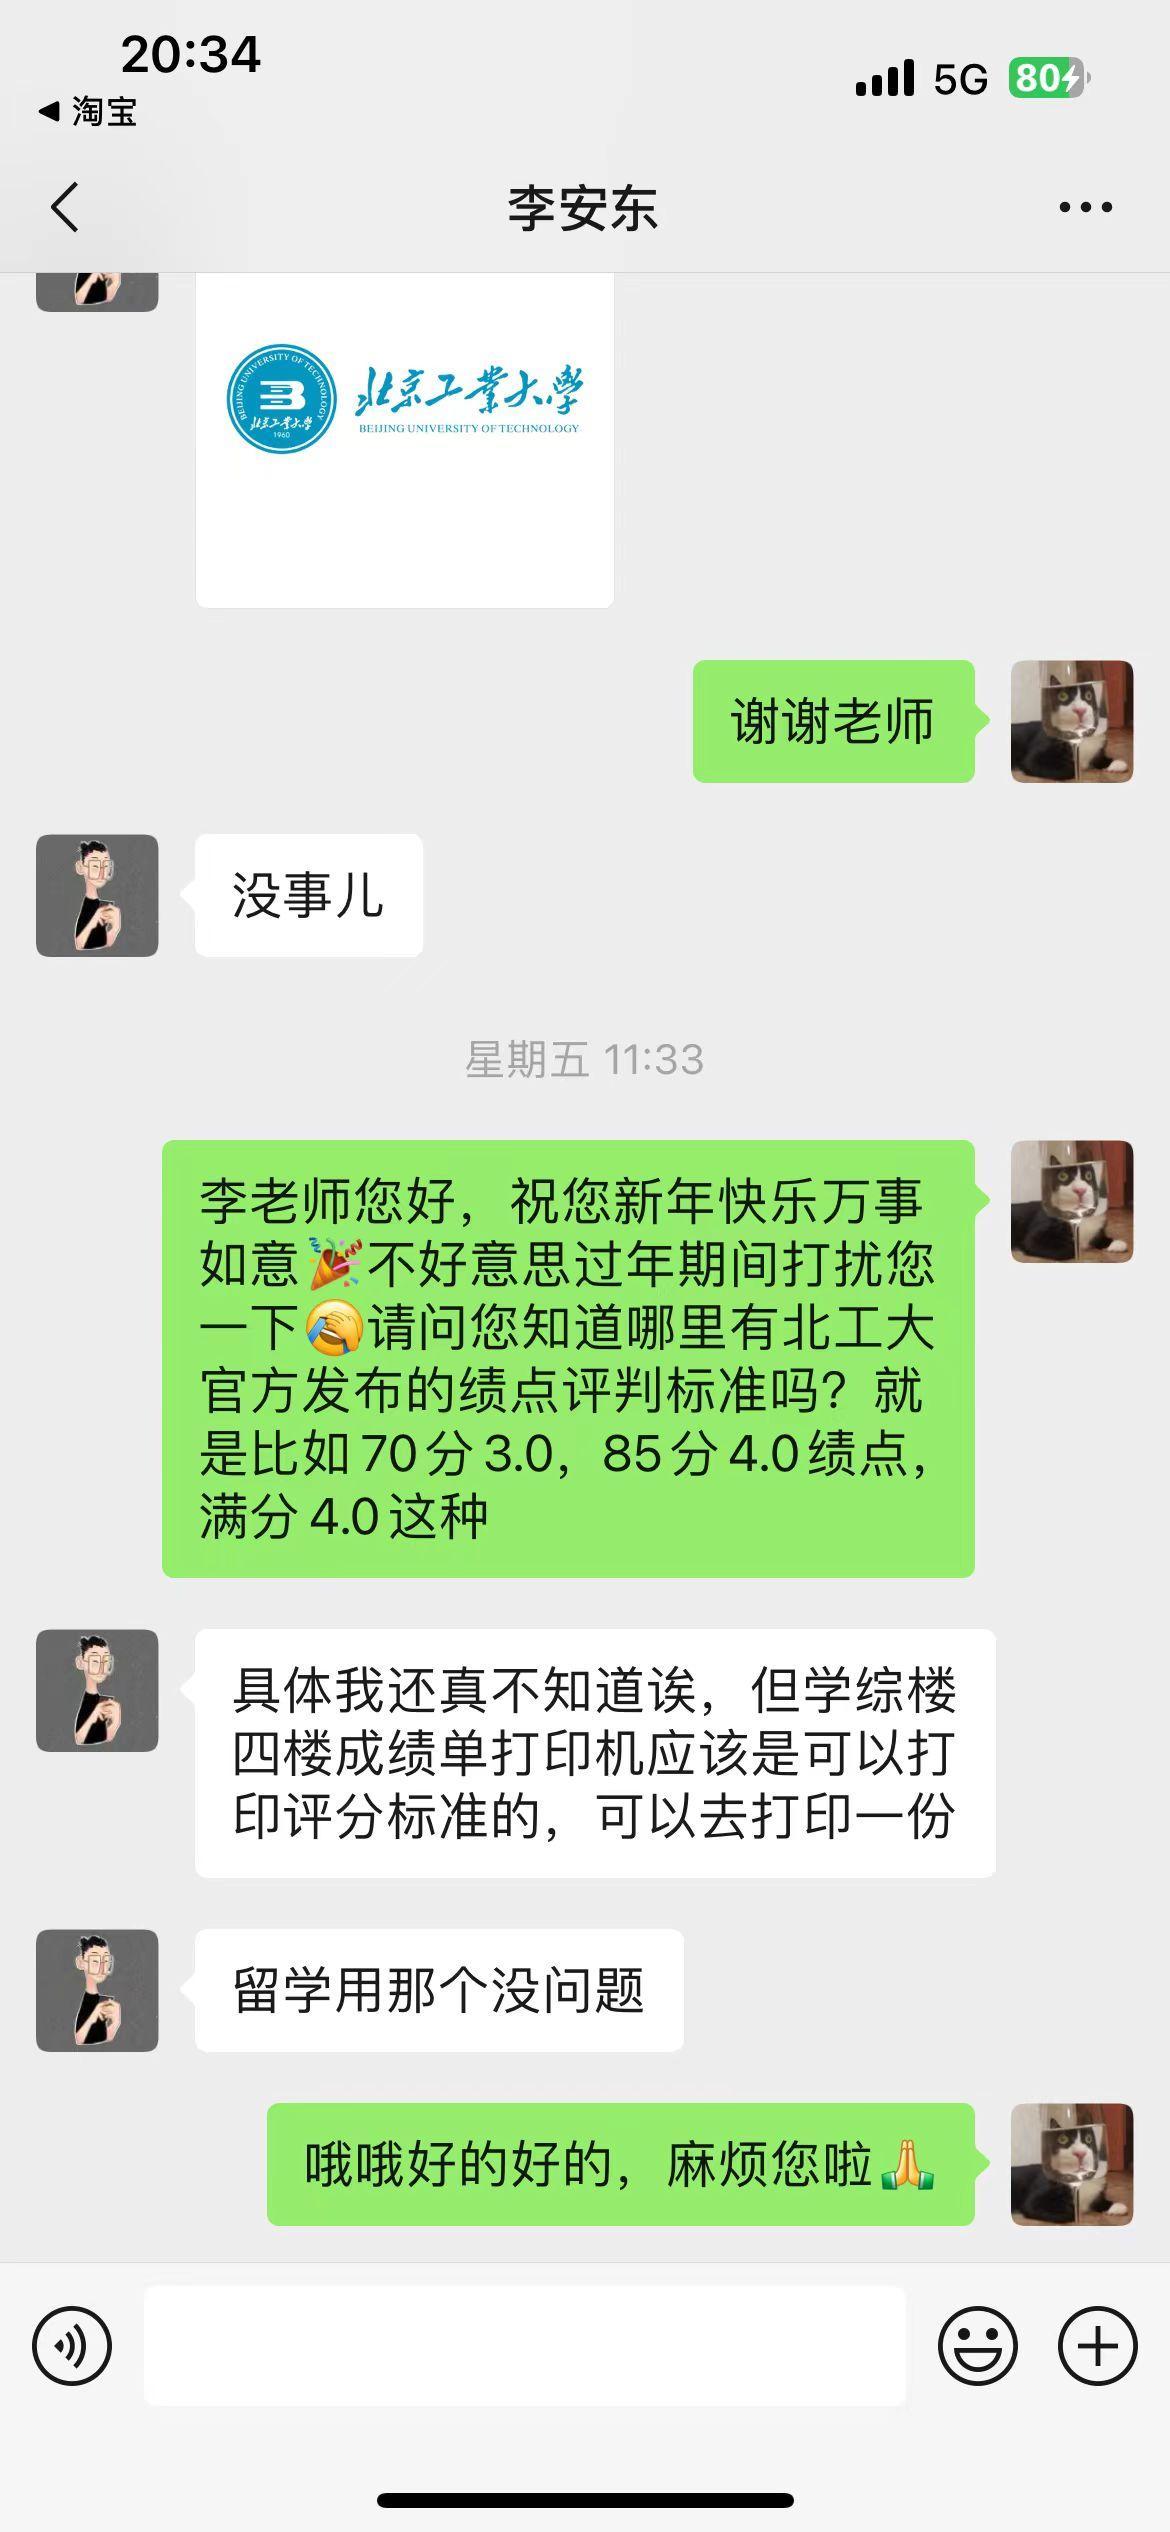 20:34
5G
80
淘宝
李安东
BEIJING UNIVERSITY OF TECHNOLOGY
北京工业大学
1960
北京工業大學
BEIJING UNIVERSITY OF TECHNOLOGY
谢谢老师
没事儿
星期五 11:33
李老师您好，祝您新年快乐万事
如意🎉不好意思过年期间打扰您
一下🤣请问您知道哪里有北工大
官方发布的绩点评判标准吗？就
是比如70分3.0，85分4.0绩点，
满分4.0这种
具体我还真不知道诶，但学综楼
四楼成绩单打印机应该是可以打
印评分标准的，可以去打印一份
留学用那个没问题
哦哦好的好的，麻烦您啦🙏